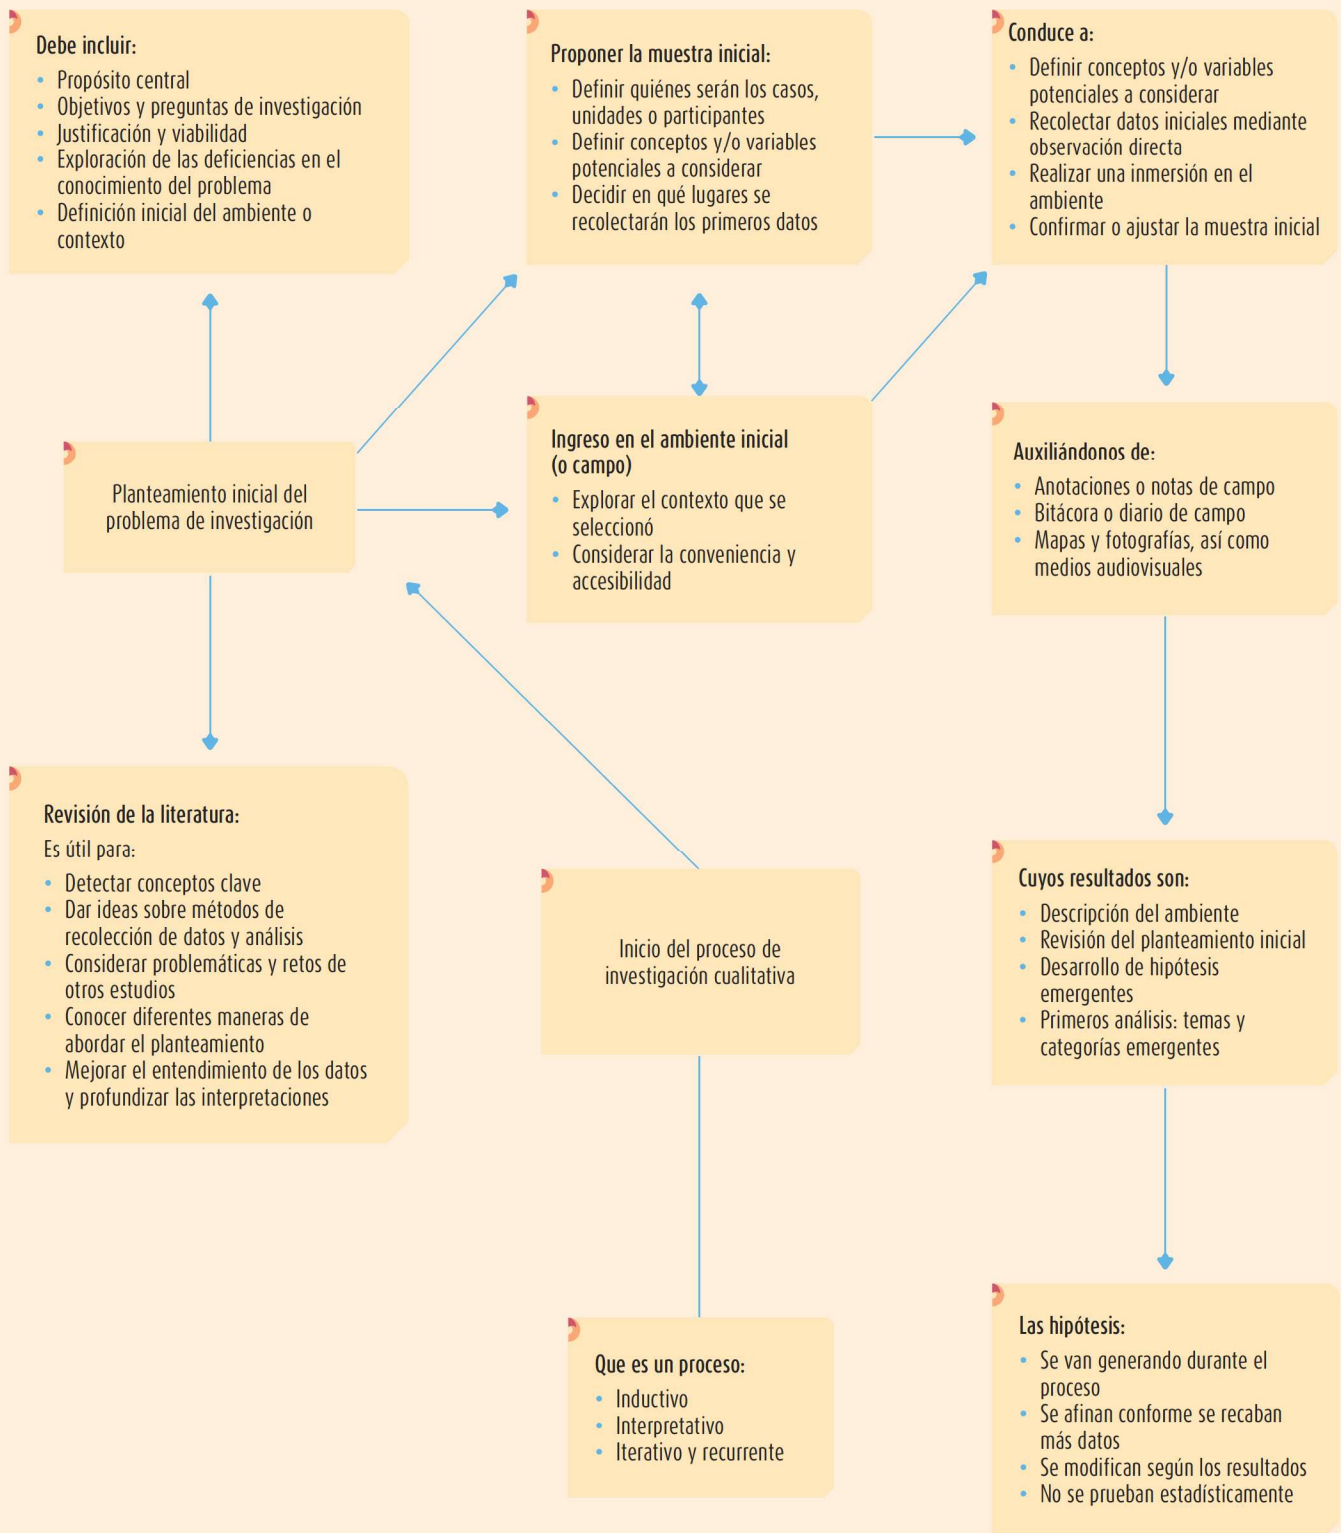 Debe incluir:
• Propósito central
• Objetivos y preguntas de investigación
• Justificación y viabilidad
• Exploración de las deficiencias en el
conocimiento del problema
• Definición inicial del ambiente o
contexto
Proponer la muestra inicial:
• Definir quiénes serán los casos,
unidades o participantes
• Definir conceptos y/o variables
potenciales a considerar
• Decidir en qué lugares se
recolectarán los primeros datos
Conduce a:
• Definir conceptos y/o variables
potenciales a considerar
• Recolectar datos iniciales mediante
observación directa
• Realizar una inmersión en el
ambiente
• Confirmar o ajustar la muestra inicial
Planteamiento inicial del
problema de investigación
Ingreso en el ambiente inicial
(o campo)
• Explorar el contexto que se
seleccionó
• Considerar la conveniencia y
accesibilidad
Auxiliándonos de:
• Anotaciones o notas de campo
• Bitácora o diario de campo
• Mapas y fotografías, así como
medios audiovisuales
Revisión de la literatura:
Es útil para:
• Detectar conceptos clave
• Dar ideas sobre métodos de
recolección de datos y análisis
• Considerar problemáticas y retos de
otros estudios
• Conocer diferentes maneras de
abordar el planteamiento
• Mejorar el entendimiento de los datos
y profundizar las interpretaciones
Inicio del proceso de
investigación cualitativa
Cuyos resultados son:
• Descripción del ambiente
• Revisión del planteamiento inicial
• Desarrollo de hipótesis
emergentes
• Primeros análisis: temas y
categorías emergentes
Que es un proceso:
• Inductivo
• Interpretativo
• Iterativo y recurrente
Las hipótesis:
• Se van generando durante el
proceso
• Se afinan conforme se recaban
más datos
• Se modifican según los resultados
• No se prueban estadísticamente